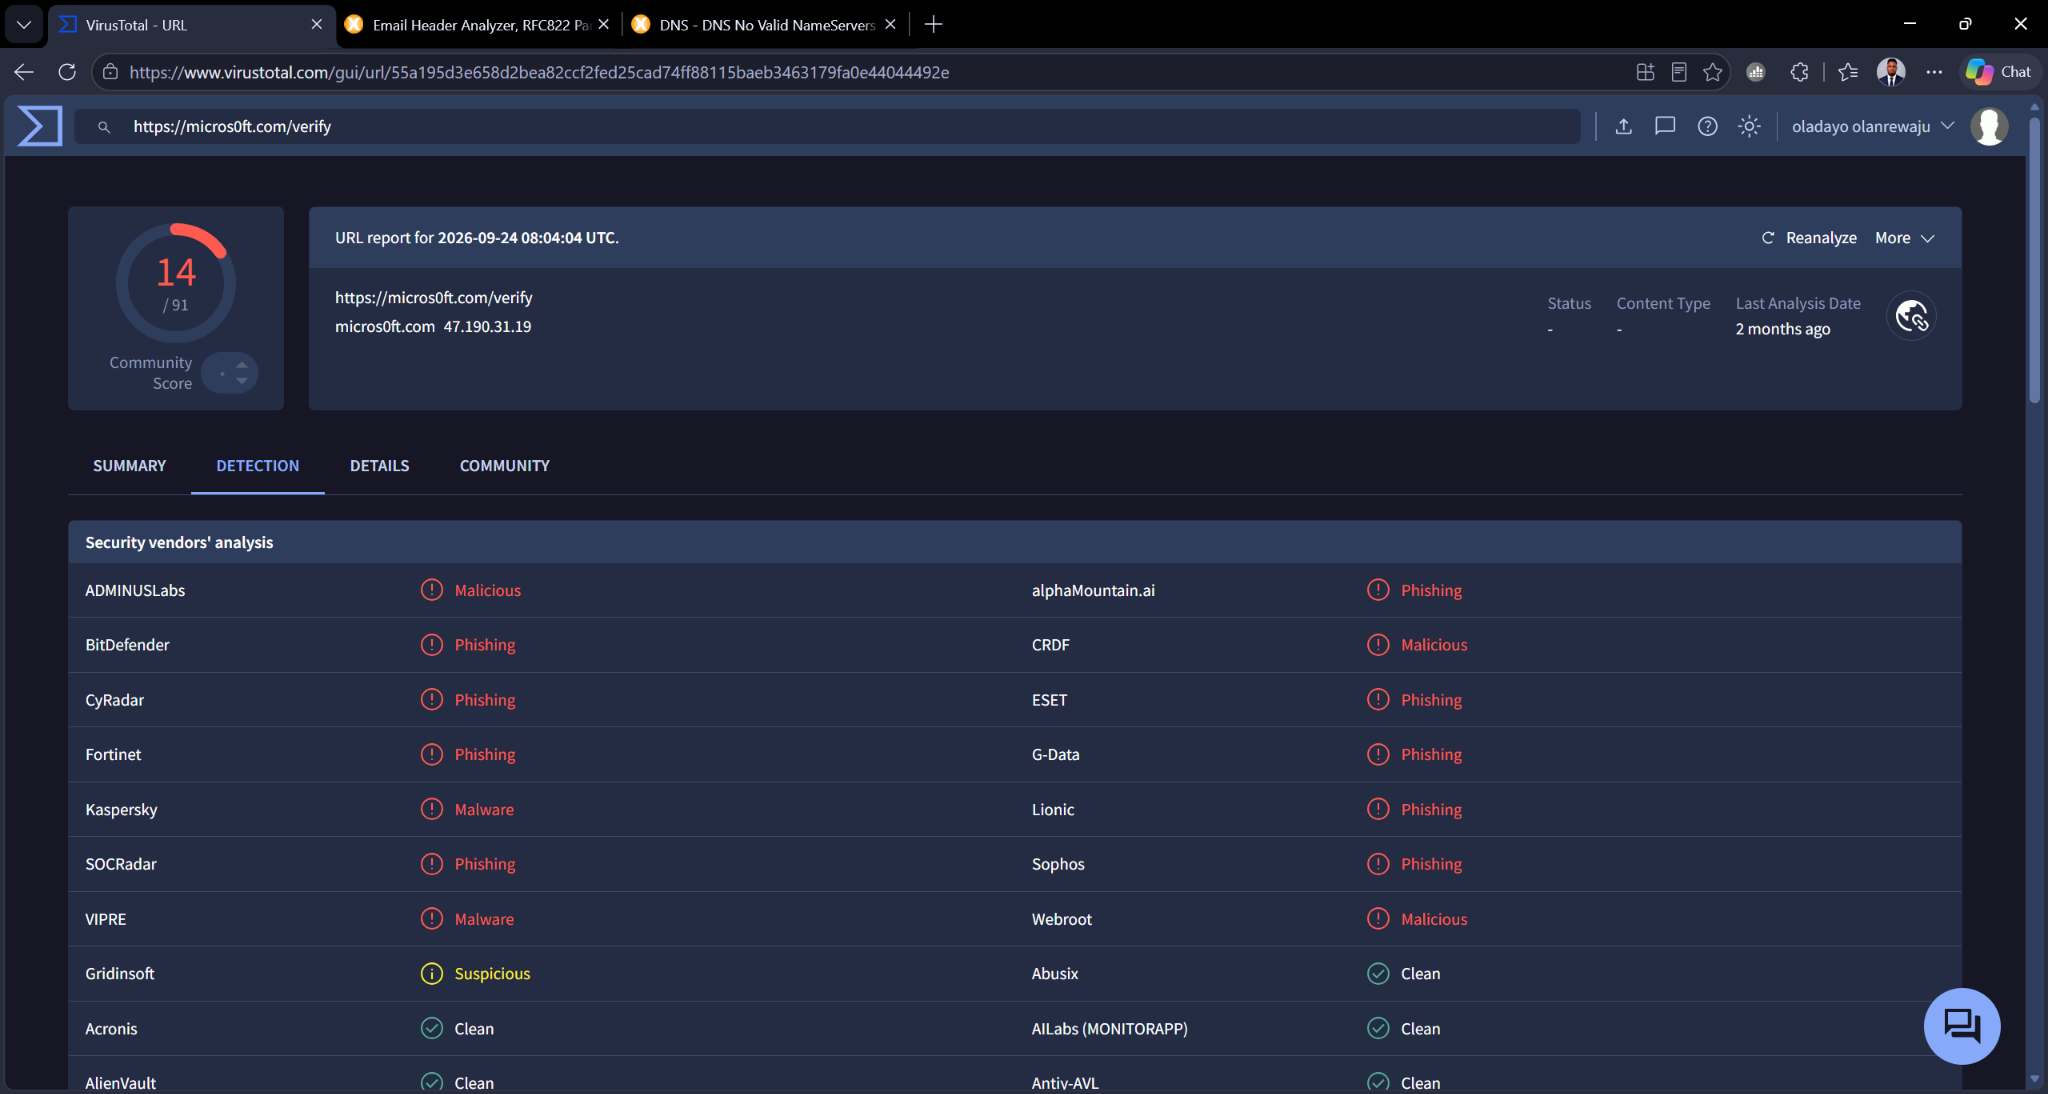 VirusTotal - URL
Email Header Analyzer, RFC822 Pa
DNS - DNS No Valid NameServers
https://www.virustotal.com/gui/url/55a195d3e658d2bea82ccf2fed25cad74ff88115baeb3463179fa0e44044492e
Chat
https://micros0ft.com/verify
oladayo olanrewaju
14
/ 91
Community
Score
URL report for 2026-09-24 08:04:04 UTC.
Reanalyze
More
https://micros0ft.com/verify
micros0ft.com 47.190.31.19
Status
-
Content Type
-
Last Analysis Date
2 months ago
SUMMARY
DETECTION
DETAILS
COMMUNITY
Security vendors' analysis
ADMINUSLabs Malicious alphaMountain.ai Phishing
BitDefender Phishing CRDF Malicious
CyRadar Phishing ESET Phishing
Fortinet Phishing G-Data Phishing
Kaspersky Malware Lionic Phishing
SOCRadar Phishing Sophos Phishing
VIPRE Malware Webroot Malicious
Gridinsoft Suspicious Abusix Clean
Acronis Clean AILabs (MONITORAPP) Clean
AlienVault Clean Antiy-AVL Clean